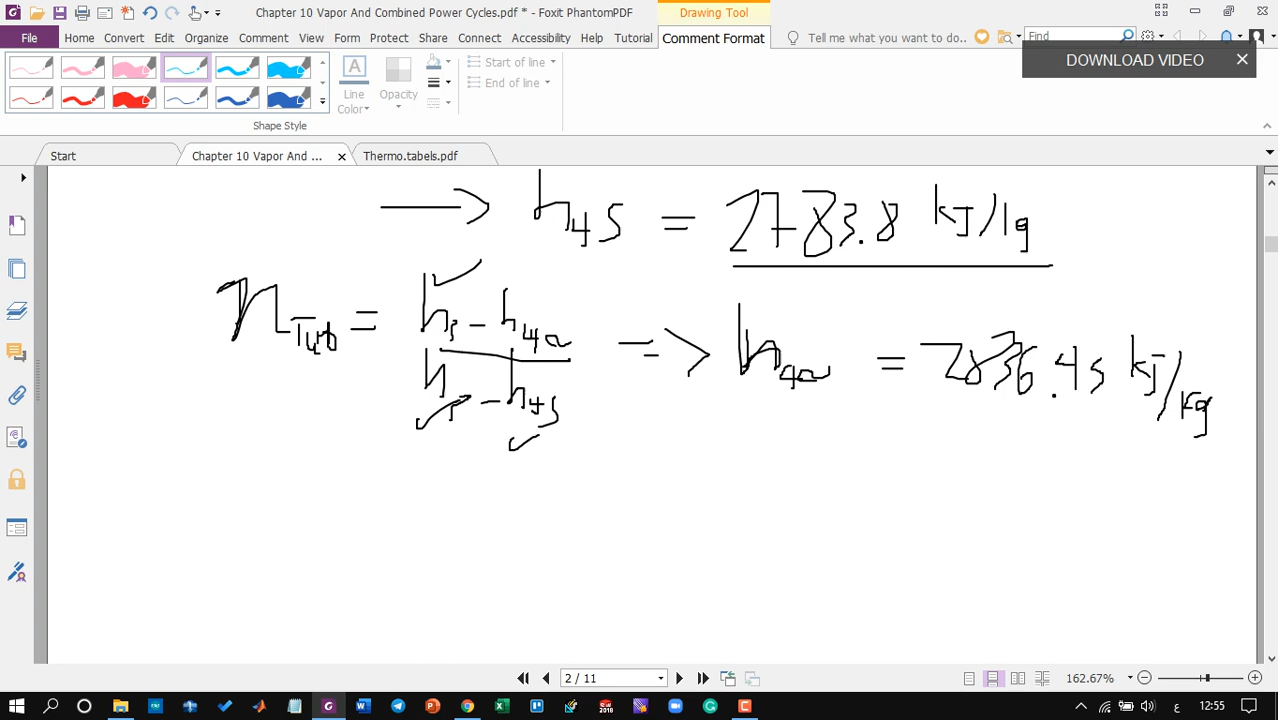 Chapter 10 Vapor And Combined Power Cycles.pdf * - Foxit PhantomPDF
Drawing Tool
File Home Convert Edit Organize Comment View Form Protect Share Connect Accessibility Help Tutorial Comment Format Tell me what you want to do.. Find
DOWNLOAD VIDEO
Start of line
End of line
Line
Color
Opacity
Shape Style
Start
Chapter 10 Vapor And ...
Thermo.tabels.pdf
→ h4s = 2783.8 kJ/kg
ηTurb = h3 - h4a / h3 - h4s => h4a = 2836.45 kJ/kg
2 / 11
162.67%
W
P
X
CW
2018
C
ع
12:55